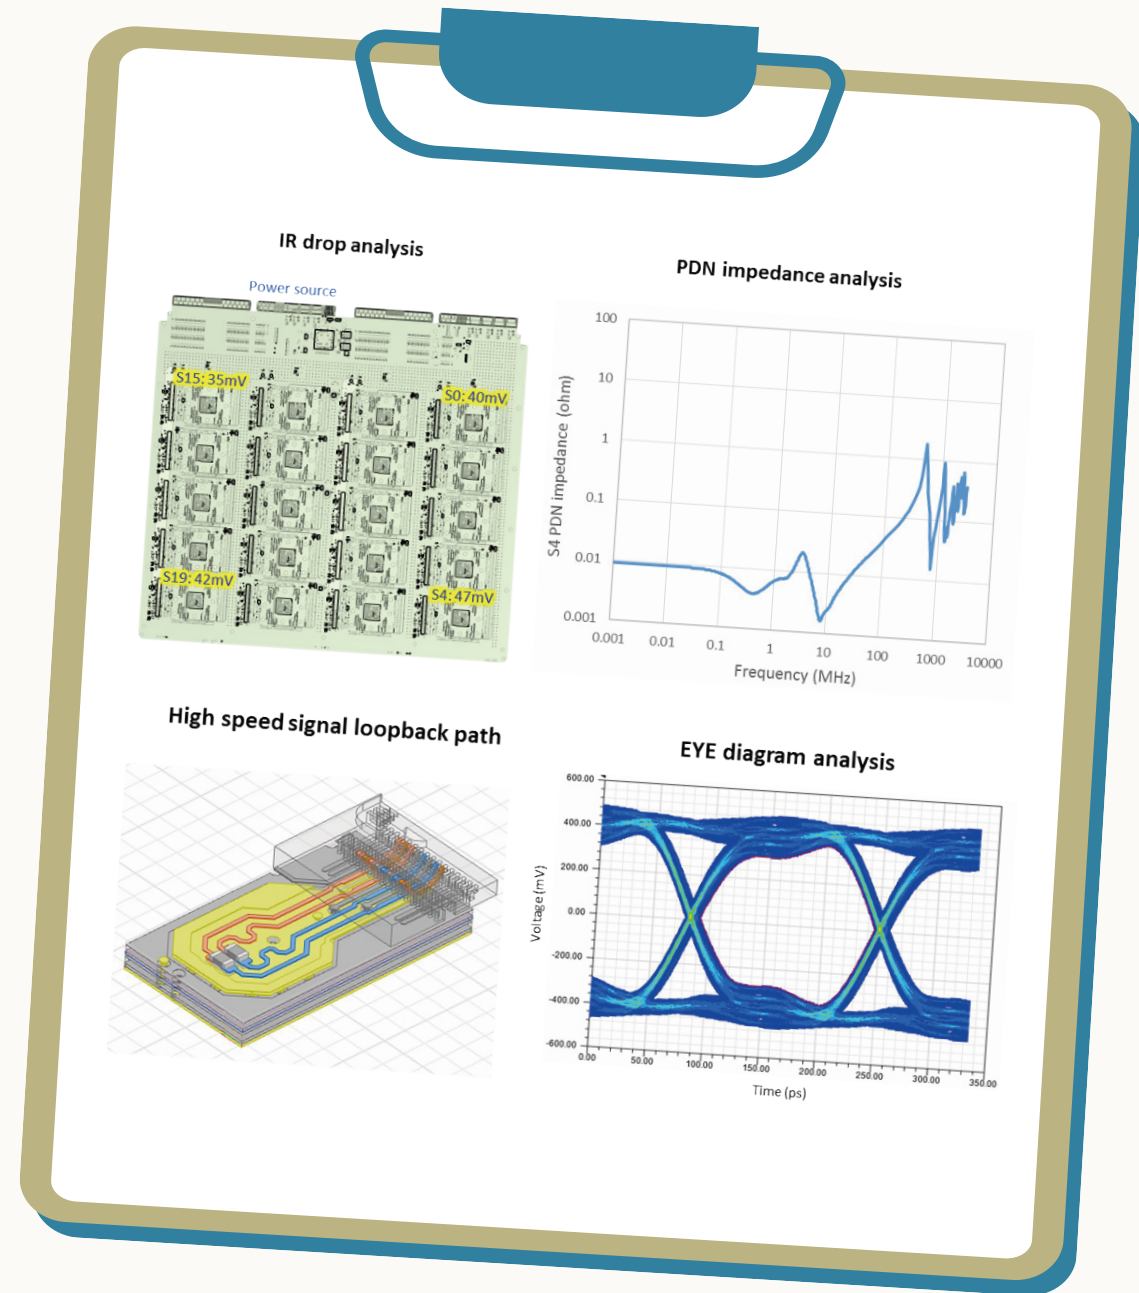 IR drop analysis
Power source
S15: 35mV
S0: 40mV
S19: 42mV
S4: 47mV
PDN impedance analysis
S4 PDN impedance (ohm)
100
10
1
0.1
0.01
0.001
0.001 0.01 0.1 1 10 100 1000 10000
Frequency (MHz)
High speed signal loopback path
EYE diagram analysis
Voltage (mV)
600.00
400.00
200.00
0.00
-200.00
-400.00
-600.00
0.00 50.00 100.00 150.00 200.00 250.00 300.00 350.00
Time (ps)